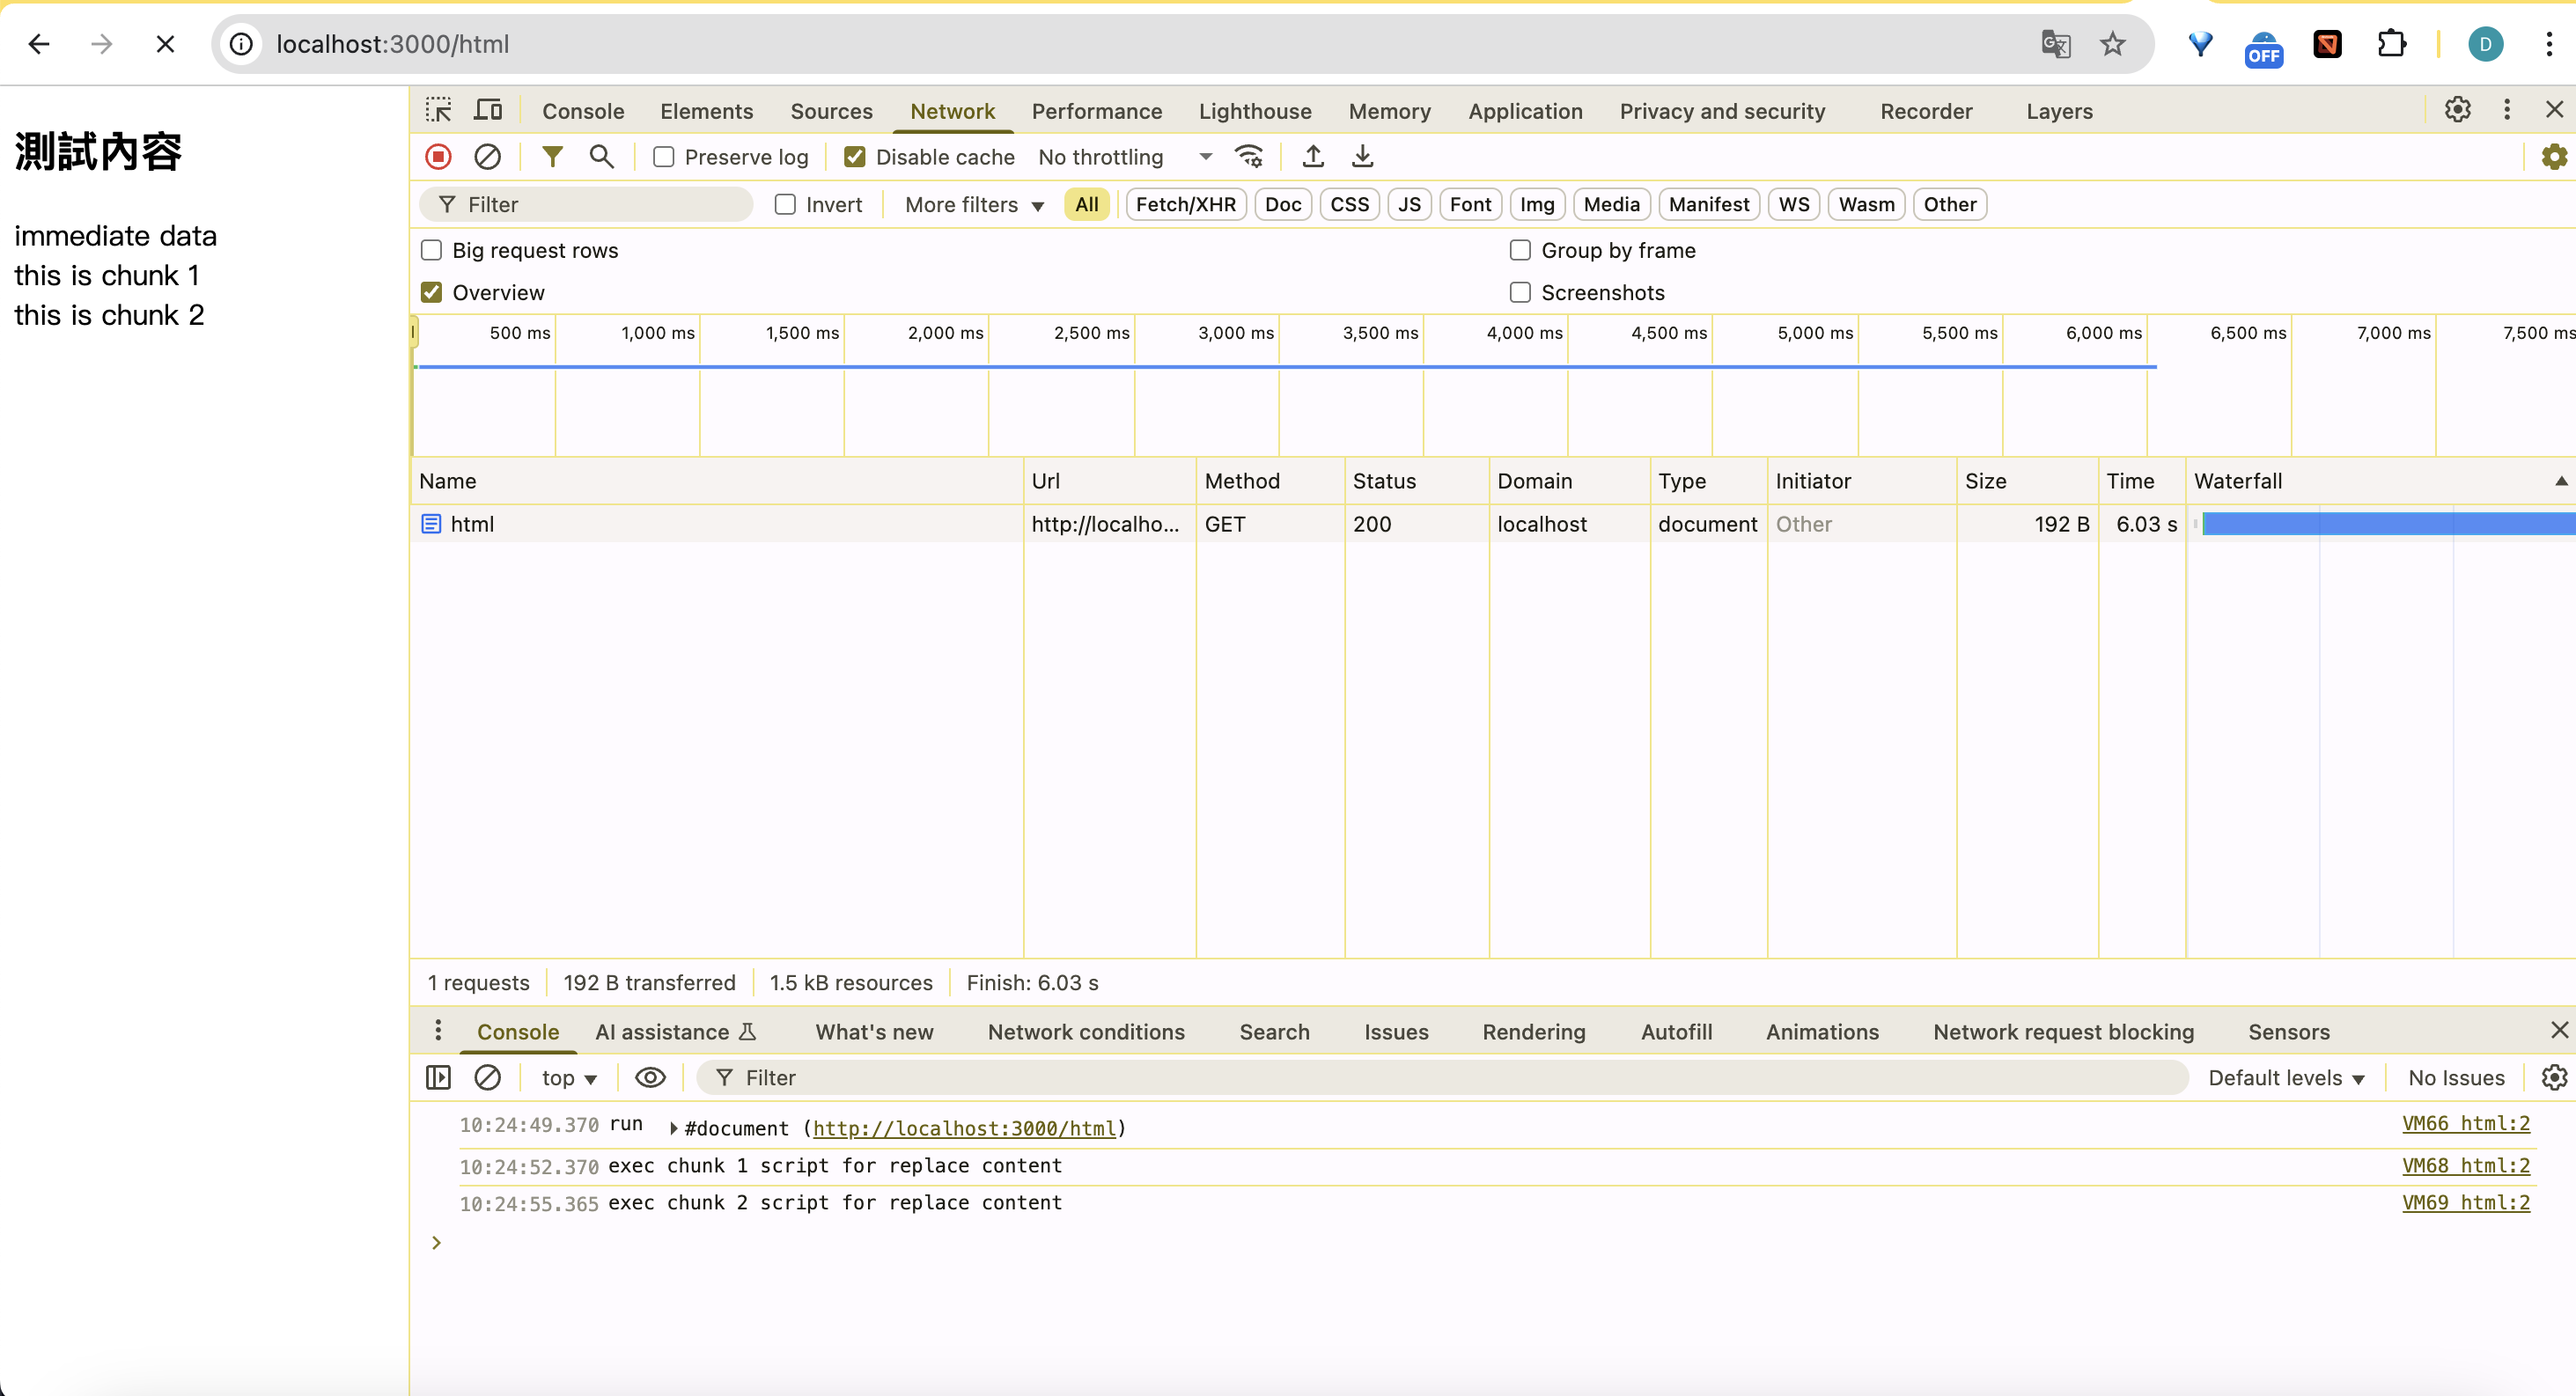 localhost:3000/html
OFF
D
測試內容
immediate data
this is chunk 1
this is chunk 2
Console Elements Sources Network Performance Lighthouse Memory Application Privacy and security Recorder Layers
Preserve log Disable cache No throttling
Filter Invert More filters All Fetch/XHR Doc CSS JS Font Img Media Manifest WS Wasm Other
Big request rows Group by frame
Overview Screenshots
500 ms 1,000 ms 1,500 ms 2,000 ms 2,500 ms 3,000 ms 3,500 ms 4,000 ms 4,500 ms 5,000 ms 5,500 ms 6,000 ms 6,500 ms 7,000 ms 7,500 ms
Name Url Method Status Domain Type Initiator Size Time Waterfall
html http://localho... GET 200 localhost document Other 192 B 6.03 s
1 requests 192 B transferred 1.5 kB resources Finish: 6.03 s
Console AI assistance What's new Network conditions Search Issues Rendering Autofill Animations Network request blocking Sensors
top Filter Default levels No Issues
10:24:49.370 run #document (http://localhost:3000/html) VM66 html:2
10:24:52.370 exec chunk 1 script for replace content VM68 html:2
10:24:55.365 exec chunk 2 script for replace content VM69 html:2